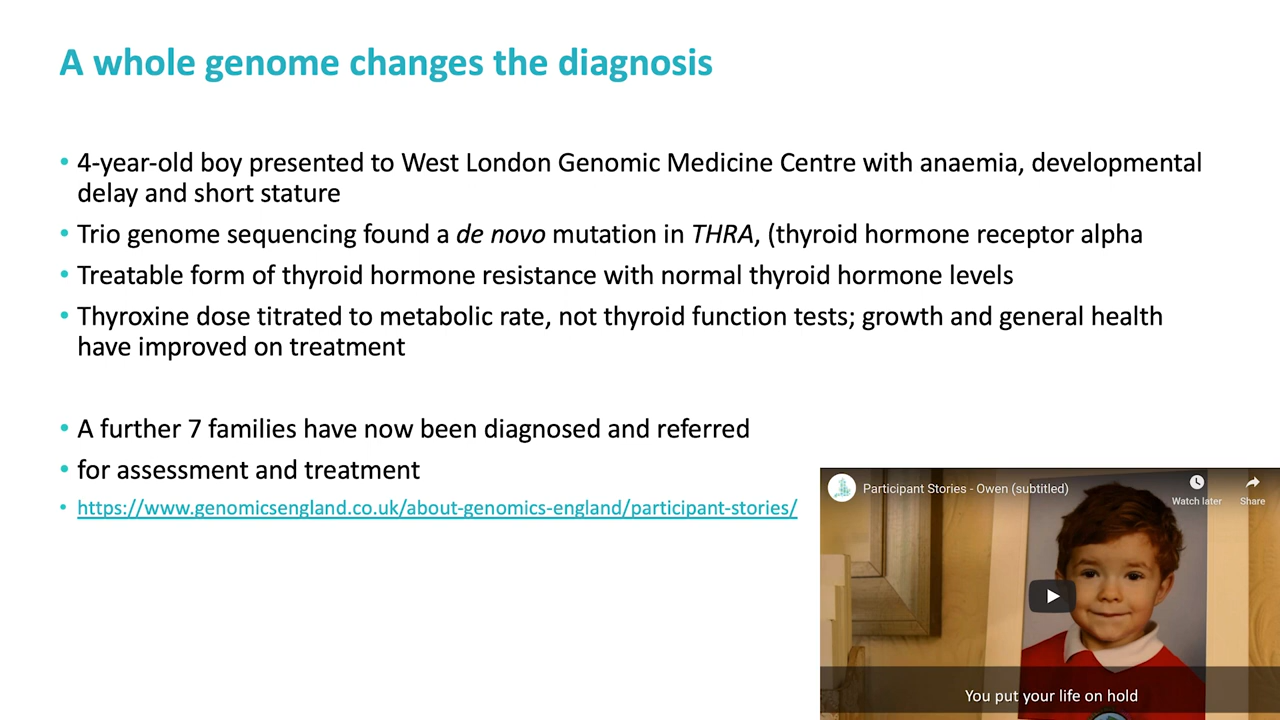 A whole genome changes the diagnosis
• 4-year-old boy presented to West London Genomic Medicine Centre with anaemia, developmental
delay and short stature
• Trio genome sequencing found a de novo mutation in THRA, (thyroid hormone receptor alpha
• Treatable form of thyroid hormone resistance with normal thyroid hormone levels
• Thyroxine dose titrated to metabolic rate, not thyroid function tests; growth and general health
have improved on treatment
• A further 7 families have now been diagnosed and referred
• for assessment and treatment
• https://www.genomicsengland.co.uk/about-genomics-england/participant-stories/
Participant Stories - Owen (subtitled)
Watch later
Share
You put your life on hold